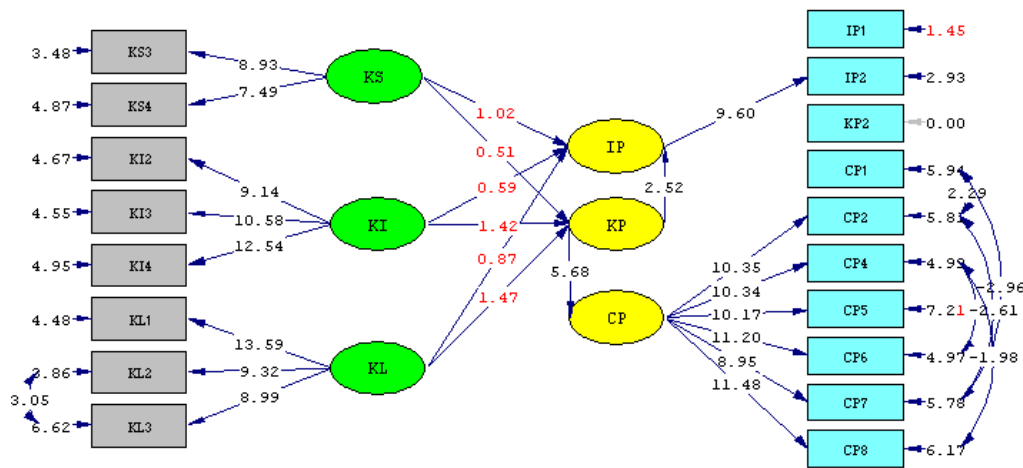 3.48 KS3 8.93
4.87 KS4 7.49
4.67 KI2 9.14
4.55 KI3 10.58
4.95 KI4 12.54
4.48 KL1 13.59
3.86 KL2 9.32
3.05
6.62 KL3 8.99
KS
KI
KL
1.02
0.51
0.59
1.42
0.87
1.47
IP
2.52
KP
5.68
CP
9.60
10.35
10.34
10.17
11.20
8.95
11.48
IP1 1.45
IP2 2.93
KP2 0.00
CP1 5.94
2.29
CP2 5.81
CP4 4.99
-2.96
CP5 7.21 -2.61
CP6 4.97 -1.98
CP7 5.78
CP8 6.17